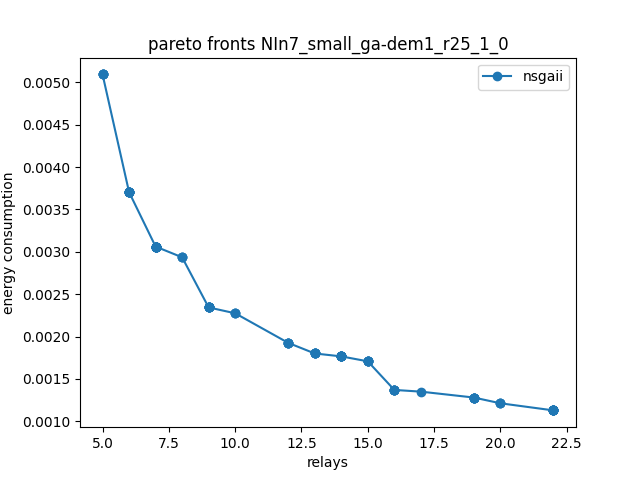 pareto fronts NIn7_small_ga-dem1_r25_1_0
nsgaii
energy consumption
0.0050
0.0045
0.0040
0.0035
0.0030
0.0025
0.0020
0.0015
0.0010
5.0 7.5 10.0 12.5 15.0 17.5 20.0 22.5
relays